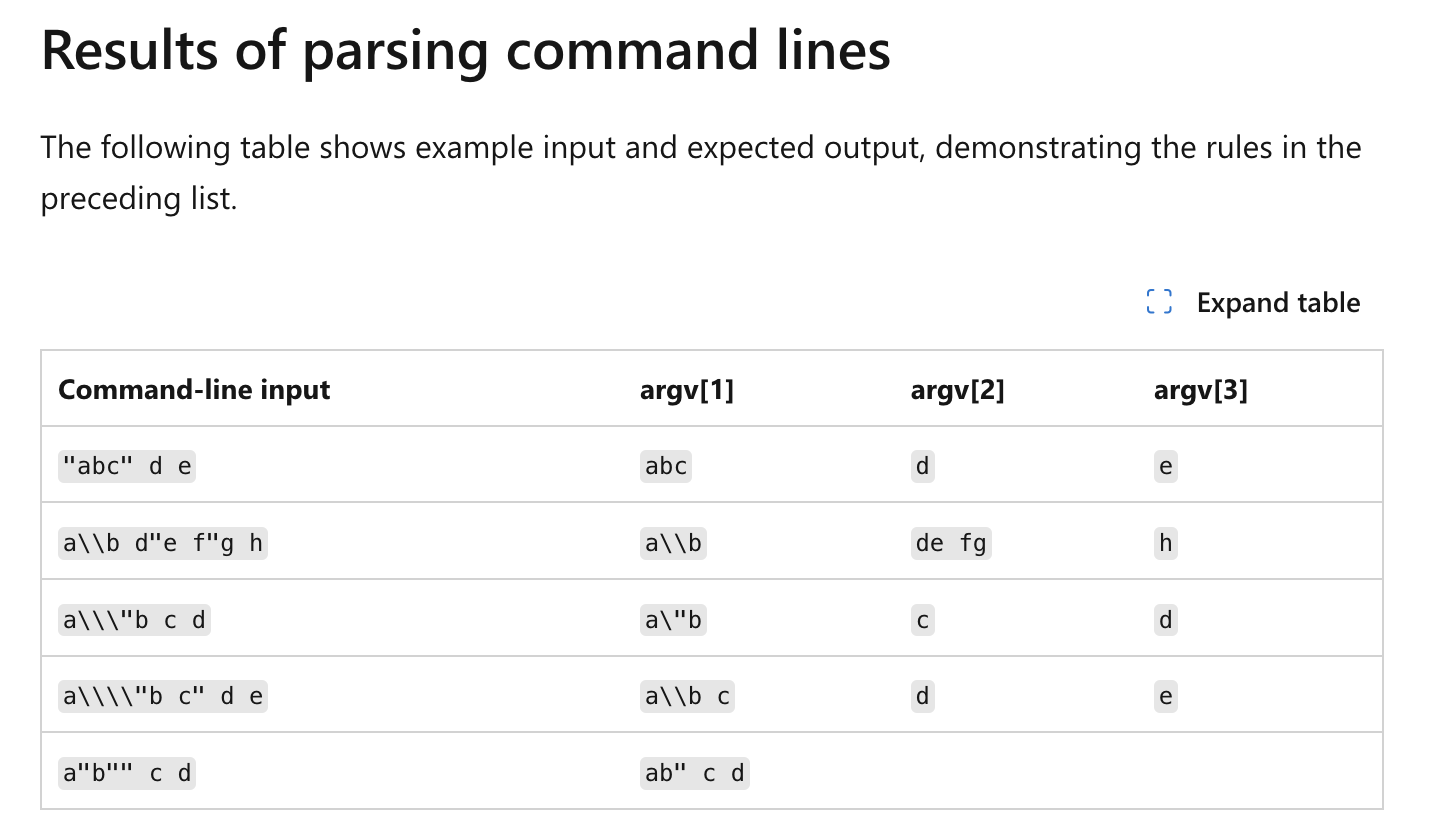 Results of parsing command lines
The following table shows example input and expected output, demonstrating the rules in the
preceding list.
Expand table
Command-line input argv[1] argv[2] argv[3]
"abc" d e abc d e
a\\b d"e f"g h a\\b de fg h
a\\\"b c d a\"b c d
a\\\\"b c" d e a\\b c d e
a"b"" c d ab" c d